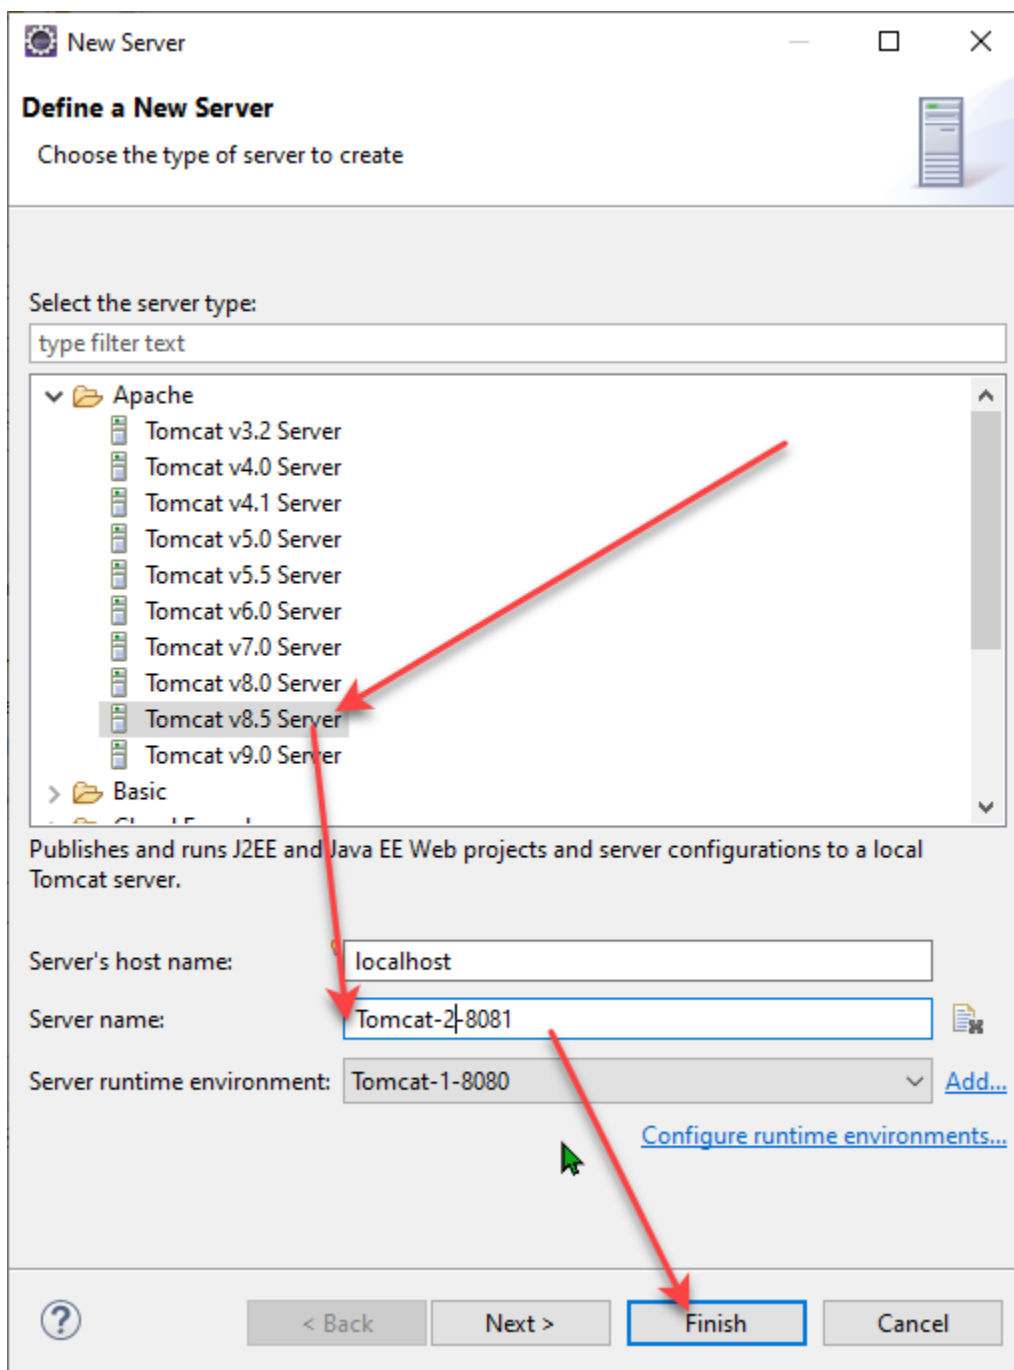 New Server
Define a New Server
Choose the type of server to create
Select the server type:
type filter text
Apache
Tomcat v3.2 Server
Tomcat v4.0 Server
Tomcat v4.1 Server
Tomcat v5.0 Server
Tomcat v5.5 Server
Tomcat v6.0 Server
Tomcat v7.0 Server
Tomcat v8.0 Server
Tomcat v8.5 Server
Tomcat v9.0 Server
Basic
Publishes and runs J2EE and Java EE Web projects and server configurations to a local
Tomcat server.
Server's host name: localhost
Server name: Tomcat-2-8081
Server runtime environment: Tomcat-1-8080 Add...
Configure runtime environments...
? < Back Next > Finish Cancel